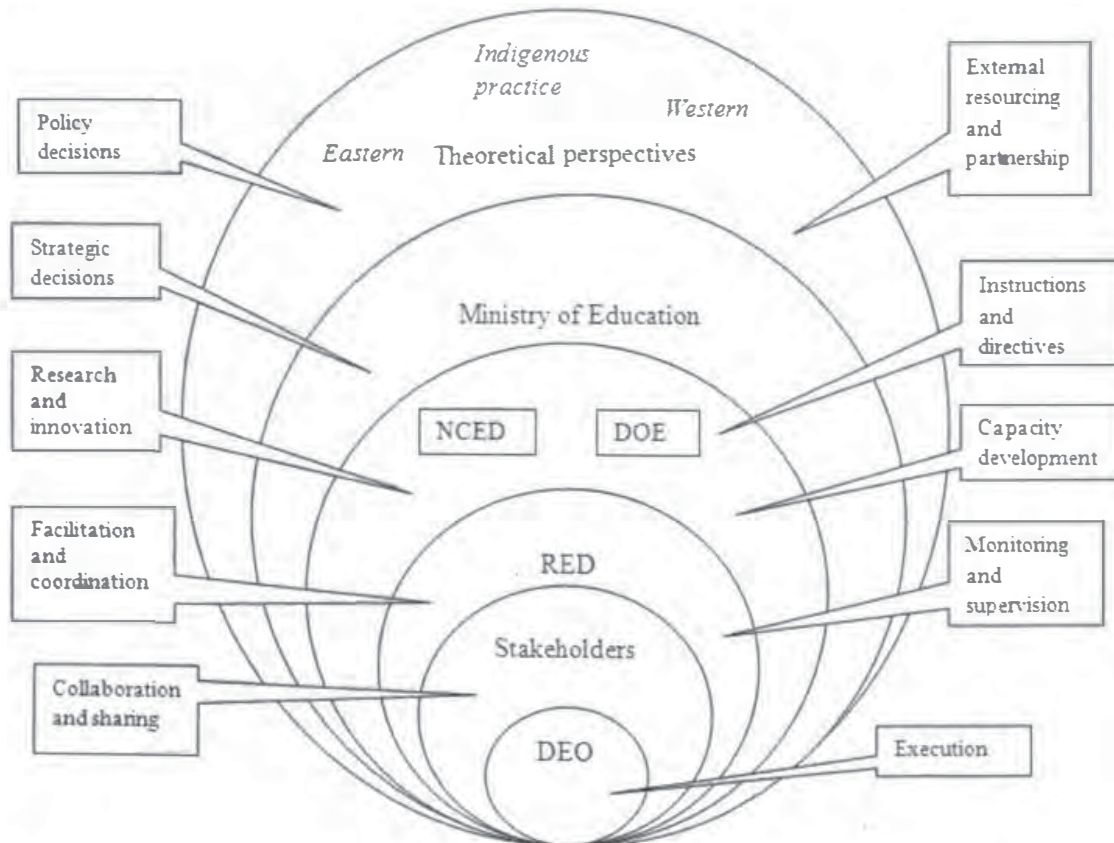 Indigenous
practice
Western
Eastern
Theoretical perspectives
Policy
decisions
External
resourcing
and
partnership
Strategic
decisions
Ministry of Education
Instructions
and
directives
Research
and
innovation
NCED
DOE
Capacity
development
Facilitation
and
coordination
RED
Monitoring
and
supervision
Stakeholders
Collaboration
and sharing
DEO
Execution